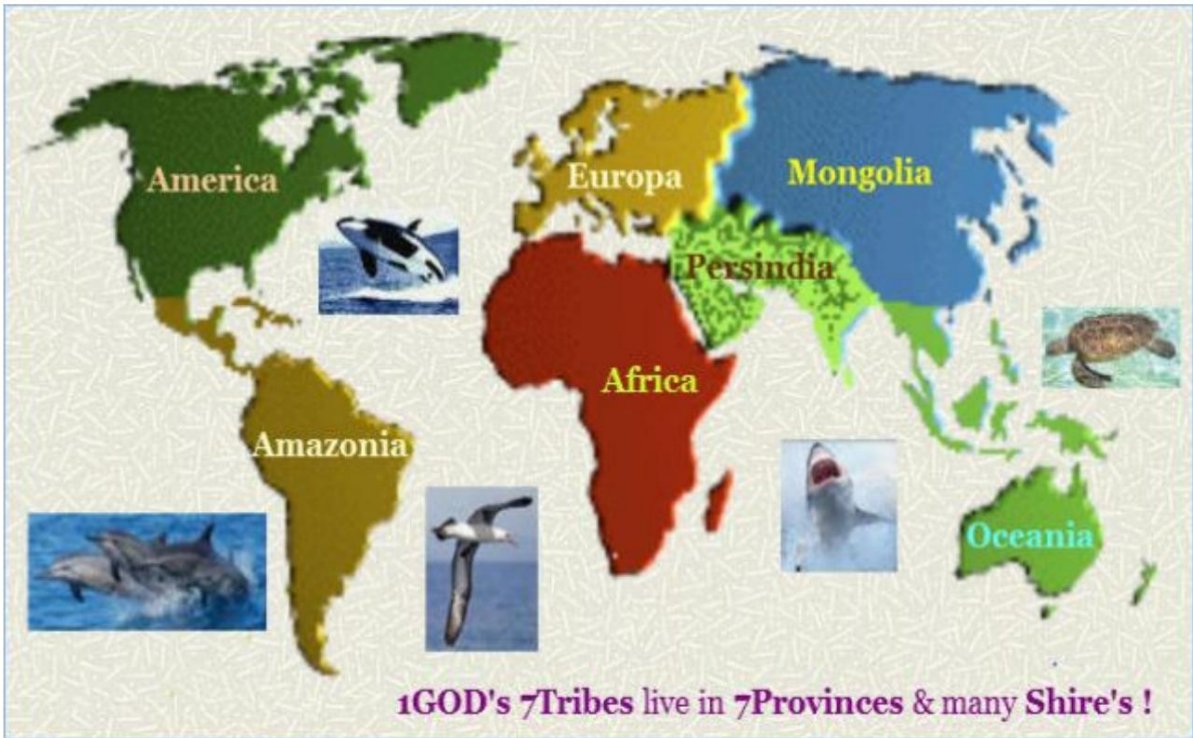 America
Europa
Mongolia
Persindia
Africa
Amazonia
Oceania
1GOD's 7Tribes live in 7Provinces & many Shire's !